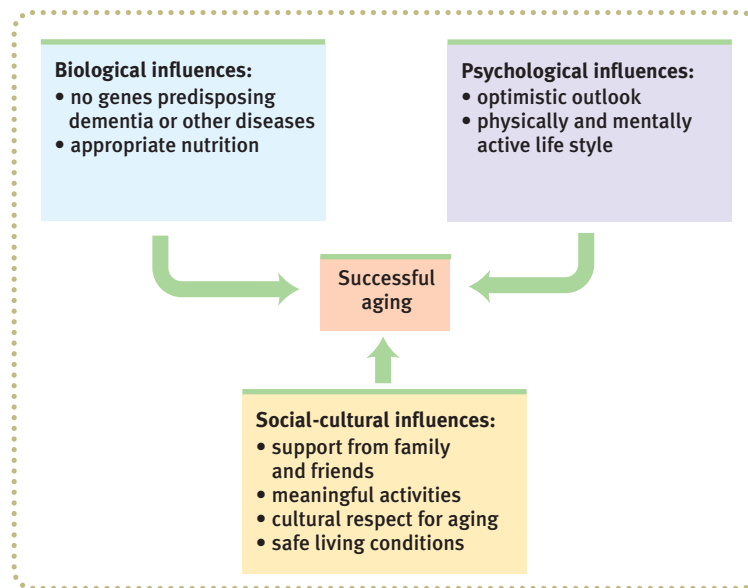 Biological influences:
• no genes predisposing
dementia or other diseases
• appropriate nutrition
Psychological influences:
• optimistic outlook
• physically and mentally
active life style
Successful
aging
Social-cultural influences:
• support from family
and friends
• meaningful activities
• cultural respect for aging
• safe living conditions